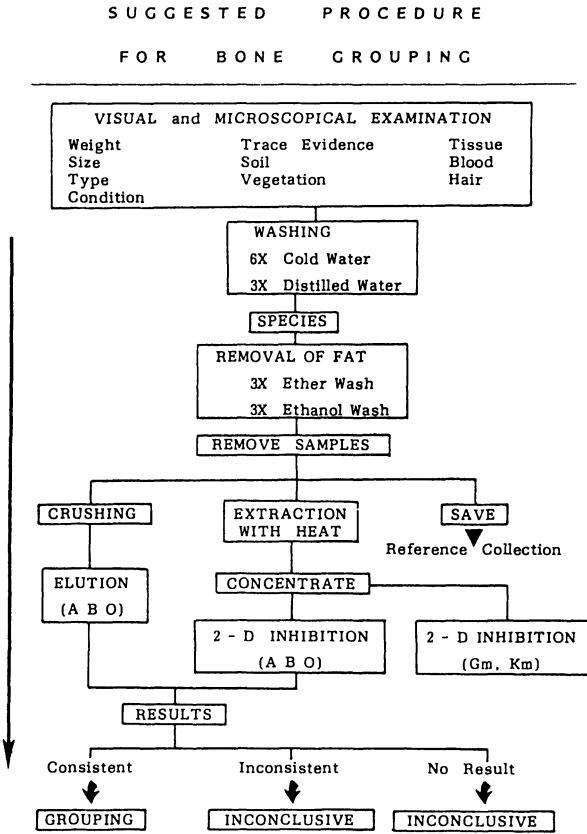 SUGGESTED PROCEDURE
FOR BONE GROUPING
VISUAL and MICROSCOPICAL EXAMINATION
Weight Trace Evidence Tissue
Size Soil Blood
Type Vegetation Hair
Condition
WASHING
6X Cold Water
3X Distilled Water
SPECIES
REMOVAL OF FAT
3X Ether Wash
3X Ethanol Wash
REMOVE SAMPLES
CRUSHING
EXTRACTION
WITH HEAT
SAVE
Reference Collection
ELUTION
(A B O)
CONCENTRATE
2 - D INHIBITION
(A B O)
2 - D INHIBITION
(Gm, Km)
RESULTS
Consistent Inconsistent No Result
GROUPING INCONCLUSIVE INCONCLUSIVE